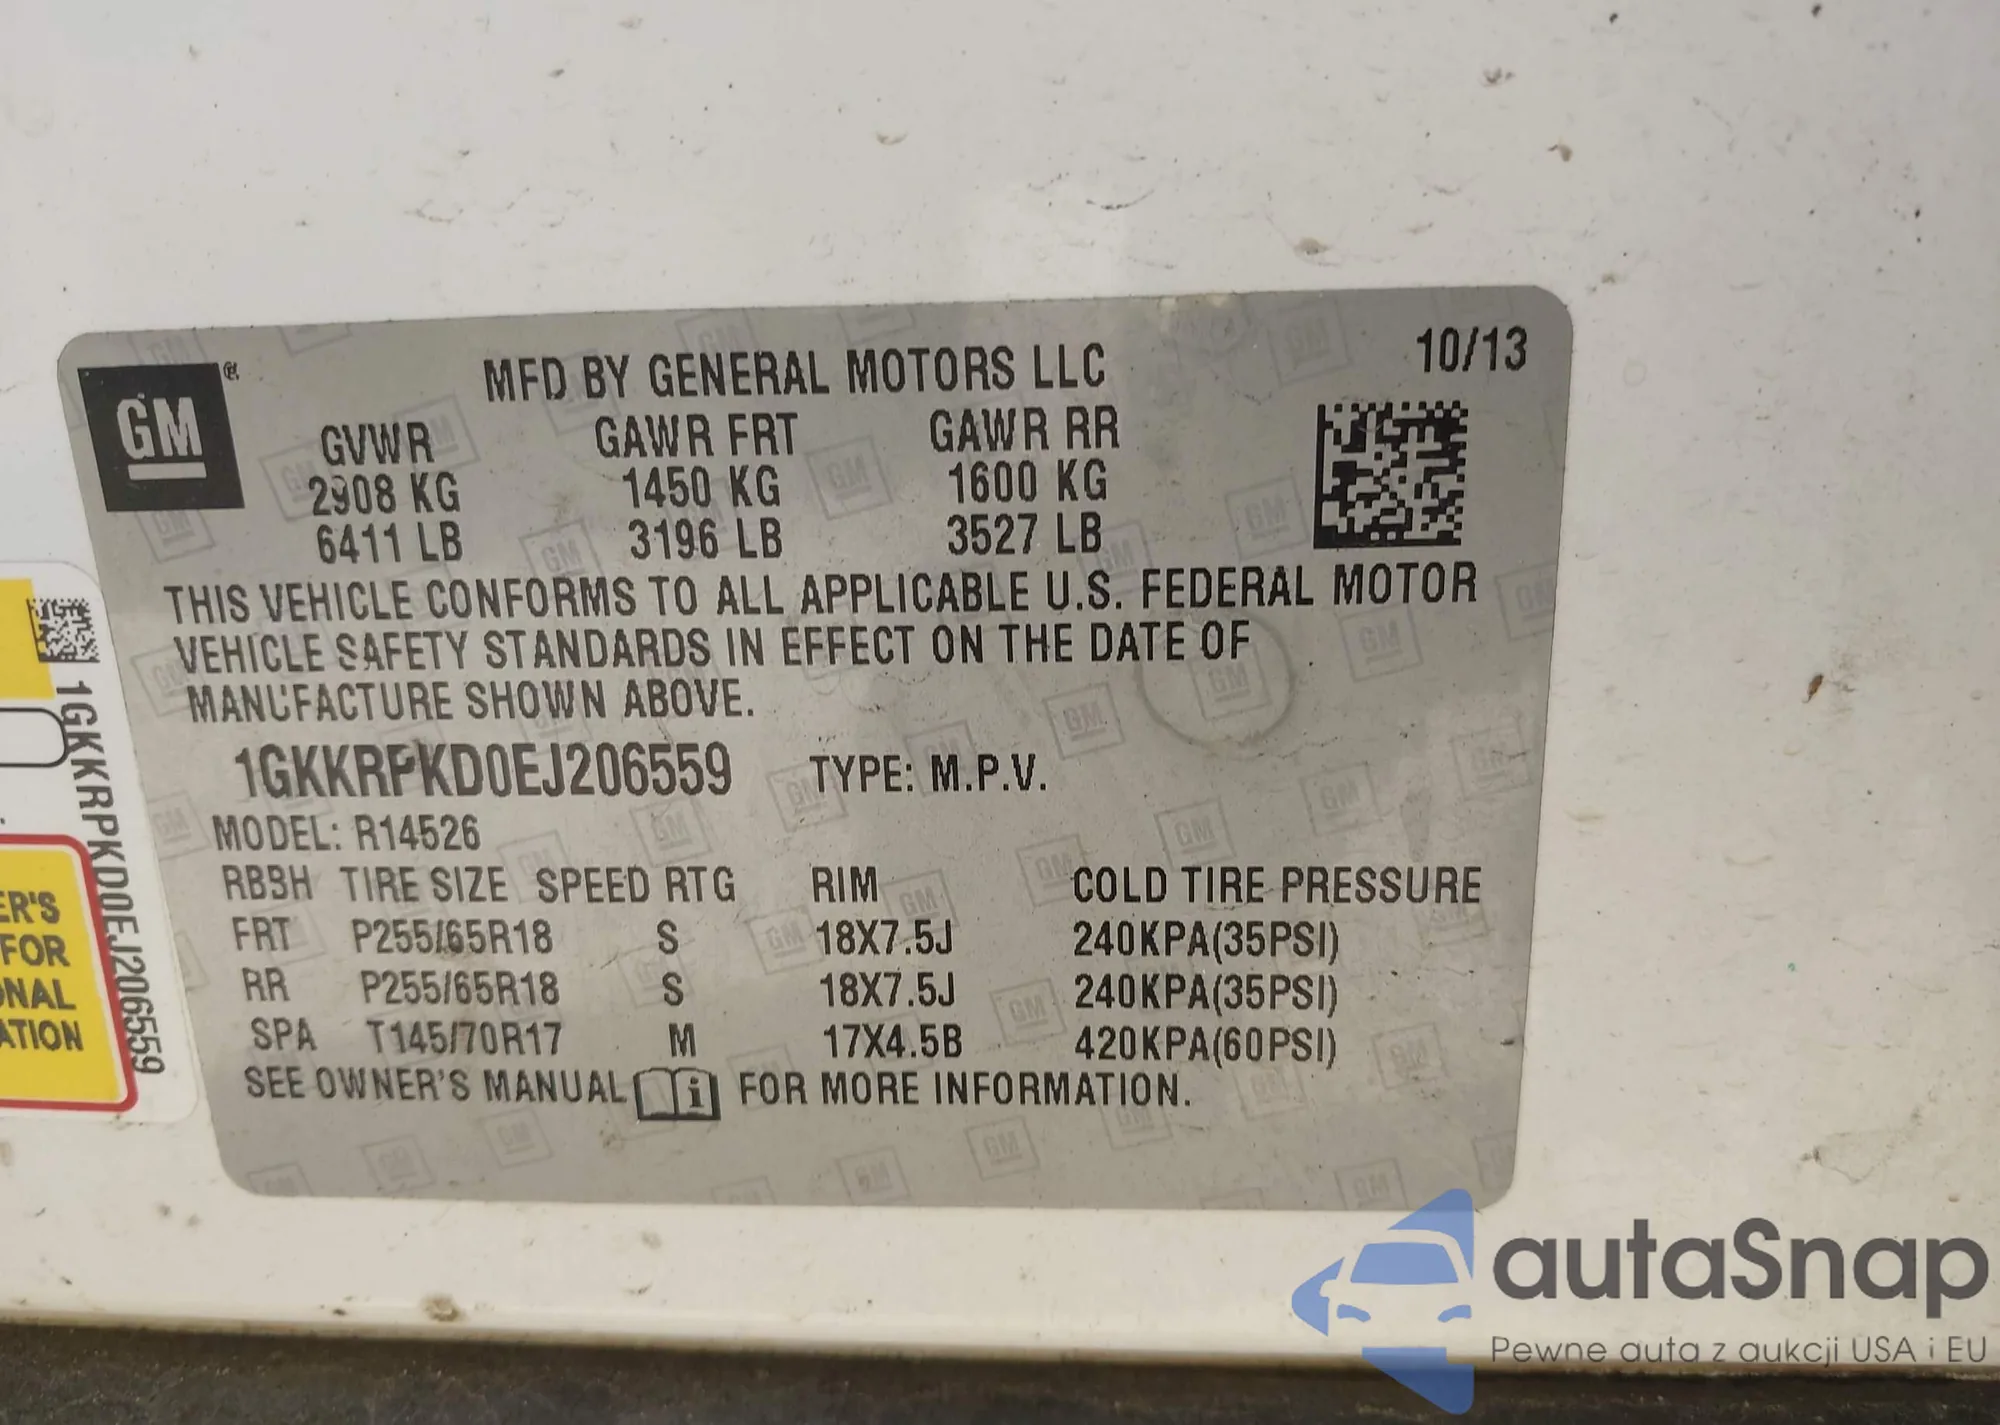 GM
MFD BY GENERAL MOTORS LLC 10/13
GVWR GAWR FRT GAWR RR
2908 KG 1450 KG 1600 KG
6411 LB 3196 LB 3527 LB
THIS VEHICLE CONFORMS TO ALL APPLICABLE U.S. FEDERAL MOTOR
VEHICLE SAFETY STANDARDS IN EFFECT ON THE DATE OF
MANUFACTURE SHOWN ABOVE.
1GKKRPKD0EJ206559 TYPE: M.P.V.
MODEL: R14526
RBBH TIRE SIZE SPEED RTG RIM COLD TIRE PRESSURE
FRT P255/65R18 S 18X7.5J 240KPA(35PSI)
RR P255/65R18 S 18X7.5J 240KPA(35PSI)
SPA T145/70R17 M 17X4.5B 420KPA(60PSI)
SEE OWNER'S MANUAL i FOR MORE INFORMATION.
1GKKRPKD0EJ206559
ER'S
FOR
ONAL
ATION
autaSnap
Pewne auta z aukcji USA i EU